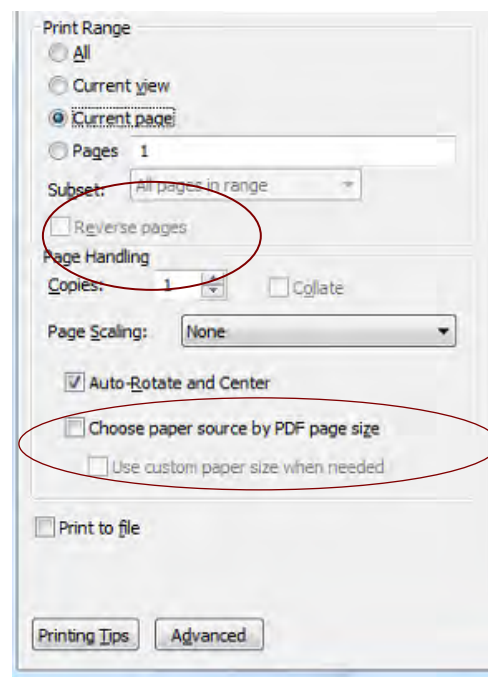 Print Range
All
Current view
Current page
Pages 1
Subset: All pages in range
Reverse pages
Page Handling
Copies: 1 Collate
Page Scaling: None
Auto-Rotate and Center
Choose paper source by PDF page size
Use custom paper size when needed
Print to file
Printing Tips Advanced